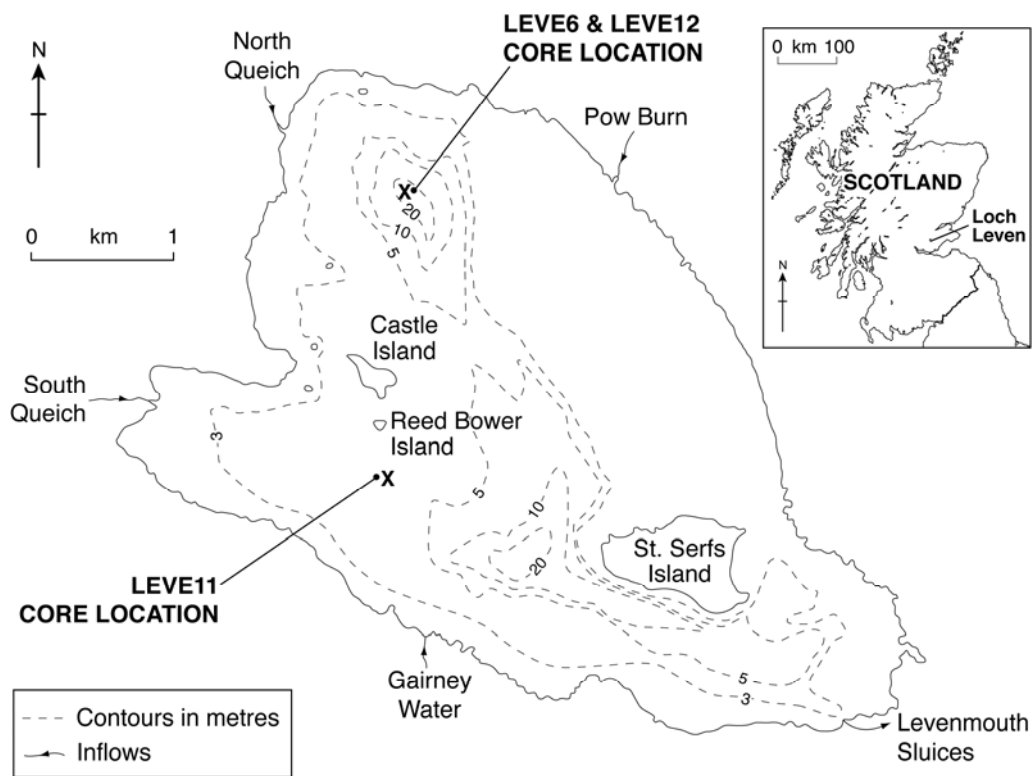 LEVE6 & LEVE12
CORE LOCATION
North
Queich
N
Pow Burn
0 km 100
SCOTLAND
Loch
Leven
N
X
20
10
5
0 km 1
Castle
Island
South
Queich
3
Reed Bower
Island
X
5
10
20
St. Serfs
Island
LEVE11
CORE LOCATION
5
3
Gairney
Water
Levenmouth
Sluices
Contours in metres
Inflows